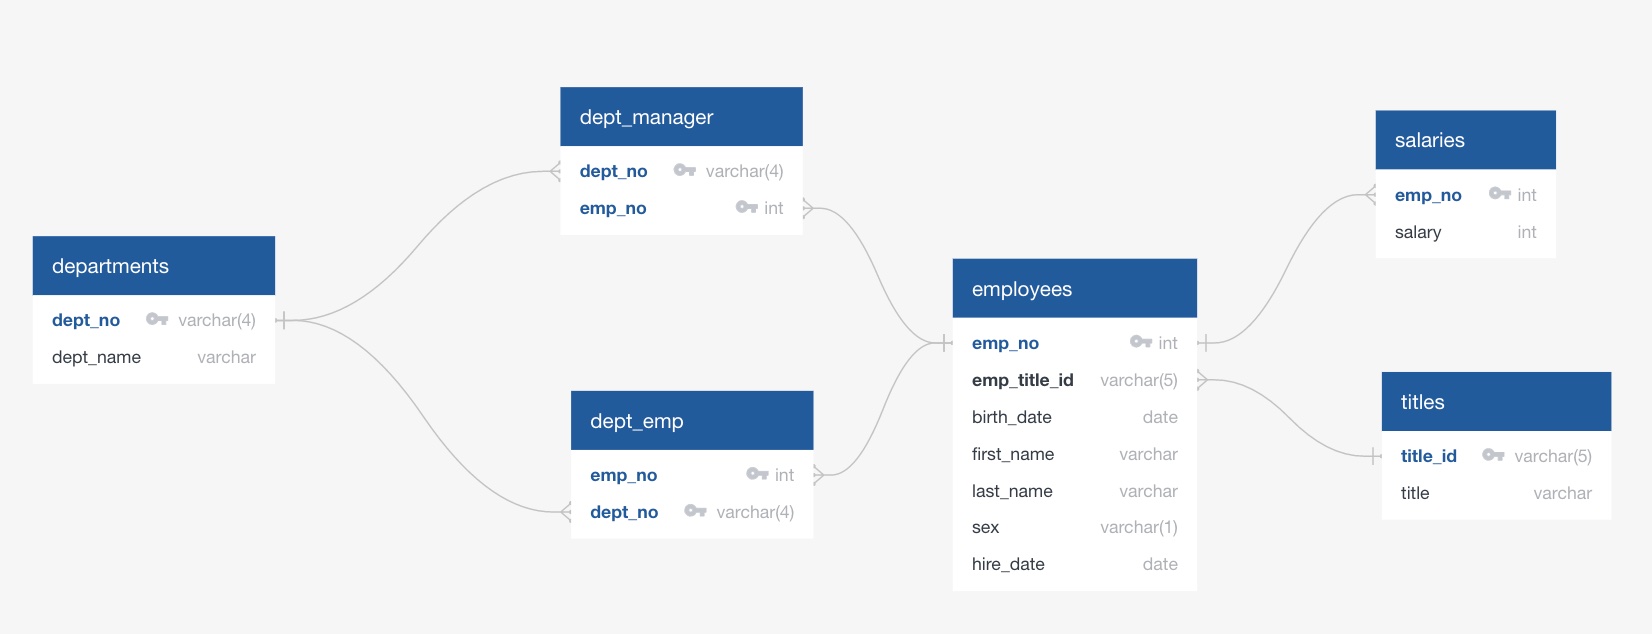 departments
dept_no varchar(4)
dept_name varchar
dept_manager
dept_no varchar(4)
emp_no int
dept_emp
emp_no int
dept_no varchar(4)
employees
emp_no int
emp_title_id varchar(5)
birth_date date
first_name varchar
last_name varchar
sex varchar(1)
hire_date date
salaries
emp_no int
salary int
titles
title_id varchar(5)
title varchar